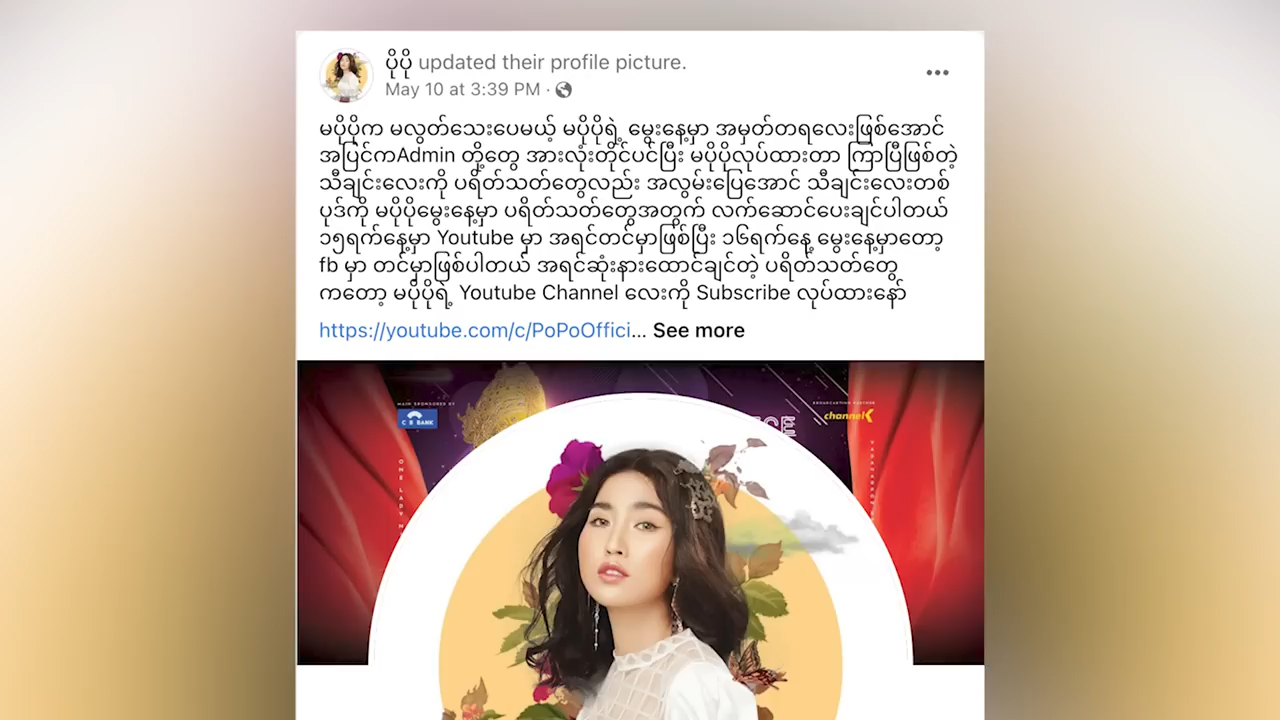 ပိုပို updated their profile picture.
May 10 at 3:39 PM ·
မပိုပိုက မလွတ်သေးပေမယ့် မပိုပိုရဲ့ မွေးနေ့မှာ အမှတ်တရလေးဖြစ်အောင်
အပြင်ကAdmin တို့တွေ အားလုံးတိုင်ပင်ပြီး မပိုပိုလုပ်ထားတာ ကြာပြီဖြစ်တဲ့
သီချင်းလေးကို ပရိတ်သတ်တွေလည်း အလွမ်းပြေအောင် သီချင်းလေးတစ်
ပုဒ်ကို မပိုပိုမွေးနေ့မှာ ပရိတ်သတ်တွေအတွက် လက်ဆောင်ပေးချင်ပါတယ်
၁၅ရက်နေ့မှာ Youtube မှာ အရင်တင်မှာဖြစ်ပြီး ၁၆ရက်နေ့ မွေးနေ့မှာတော့
fb မှာ တင်မှာဖြစ်ပါတယ် အရင်ဆုံးနားထောင်ချင်တဲ့ ပရိတ်သတ်တွေ
ကတော့ မပိုပိုရဲ့ Youtube Channel လေးကို Subscribe လုပ်ထားနော်
https://youtube.com/c/PoPoOffici... See more
MAIN SPONSORED BY
CB BANK
BROADCASTING PARTNER
channelK
ONE LADY